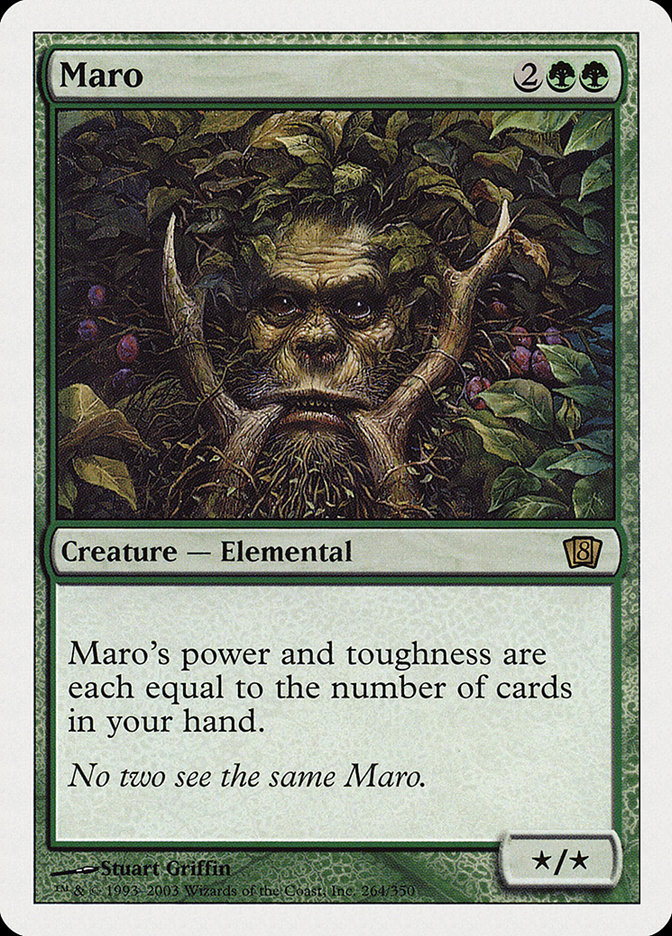 Maro 2
Creature — Elemental 8
Maro's power and toughness are
each equal to the number of cards
in your hand.
No two see the same Maro.
★/★
Stuart Griffin
™ & © 1993–2003 Wizards of the Coast, Inc. 264/350